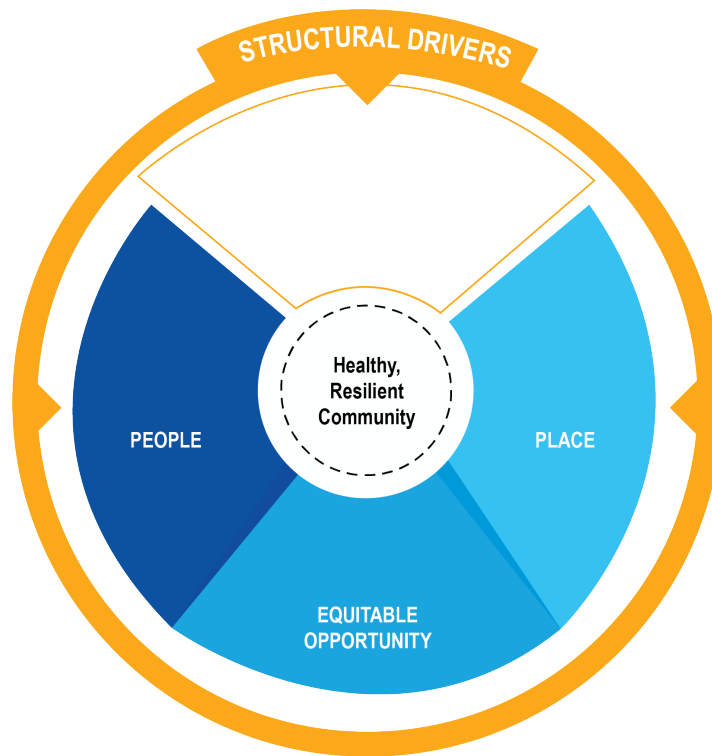 STRUCTURAL DRIVERS
Healthy,
Resilient
Community
PEOPLE
PLACE
EQUITABLE
OPPORTUNITY